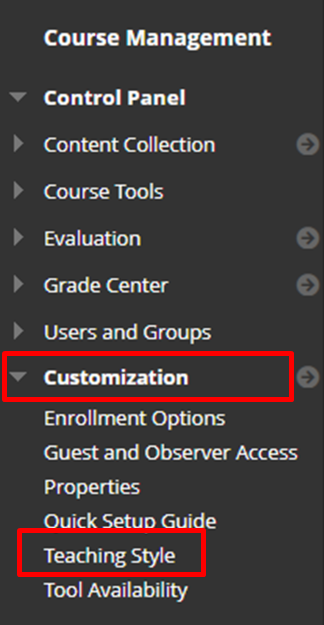 Course Management
Control Panel
Content Collection
Course Tools
Evaluation
Grade Center
Users and Groups
Customization
Enrollment Options
Guest and Observer Access
Properties
Quick Setup Guide
Teaching Style
Tool Availability